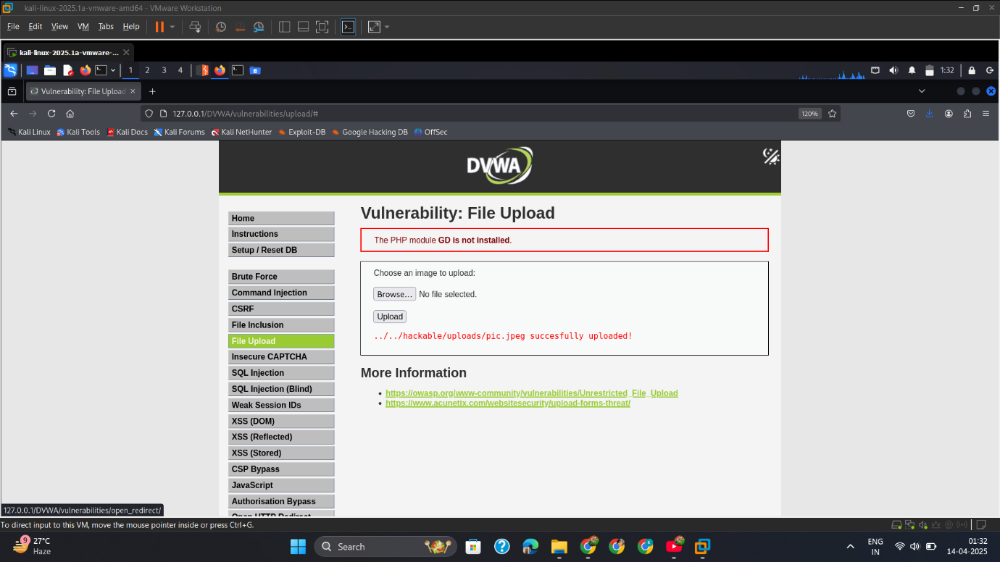 kali-linux-2025.1a-vmware-amd64 - VMware Workstation
File Edit View VM Tabs Help
kali-linux-2025.1a-vmware-...
1 2 3 4
1:32
Vulnerability: File Upload
127.0.0.1/DVWA/vulnerabilities/upload/#
120%
Kali Linux Kali Tools Kali Docs Kali Forums Kali NetHunter Exploit-DB Google Hacking DB OffSec
DVWA
Home
Instructions
Setup / Reset DB
Brute Force
Command Injection
CSRF
File Inclusion
File Upload
Insecure CAPTCHA
SQL Injection
SQL Injection (Blind)
Weak Session IDs
XSS (DOM)
XSS (Reflected)
XSS (Stored)
CSP Bypass
JavaScript
Authorisation Bypass
Open HTTP Redirect
Vulnerability: File Upload
The PHP module GD is not installed.
Choose an image to upload:
Browse... No file selected.
Upload
../../hackable/uploads/pic.jpeg succesfully uploaded!
More Information
https://owasp.org/www-community/vulnerabilities/Unrestricted_File_Upload
https://www.acunetix.com/websitesecurity/upload-forms-threat/
127.0.0.1/DVWA/vulnerabilities/open_redirect/
To direct input to this VM, move the mouse pointer inside or press Ctrl+G.
9
27°C
Haze
Search
ENG
IN
01:32
14-04-2025